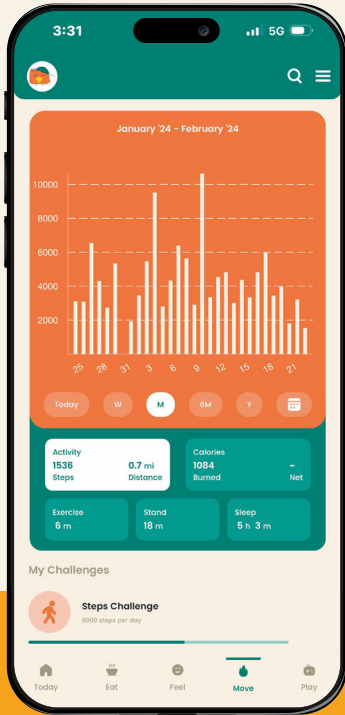 3:31
5G
January '24 - February '24
10000
8000
6000
4000
2000
25 28 31 3 6 9 12 15 18 21
Today W M 6M Y
Activity
1536 0.7 mi
Steps Distance
Calories
1084 ~
Burned Net
Exercise
6 m
Stand
18 m
Sleep
5 h 3 m
My Challenges
Steps Challenge
8000 steps per day
Today Eat Feel Move Play